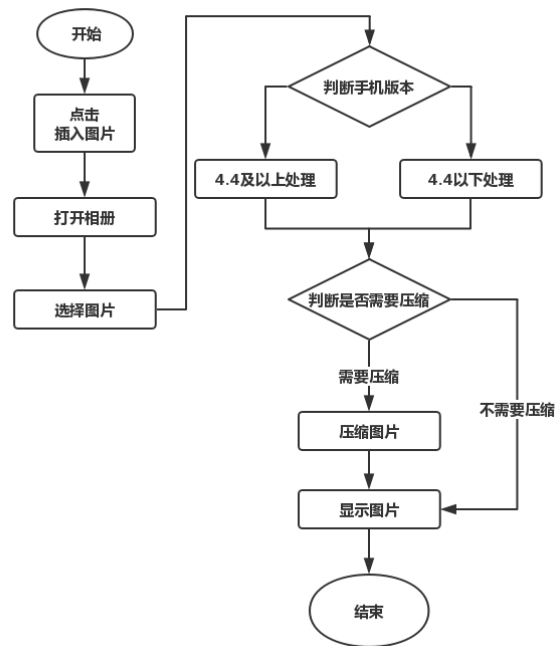 开始
点击
插入图片
打开相册
选择图片
判断手机版本
4.4及以上处理
4.4以下处理
判断是否需要压缩
需要压缩
不需要压缩
压缩图片
显示图片
结束